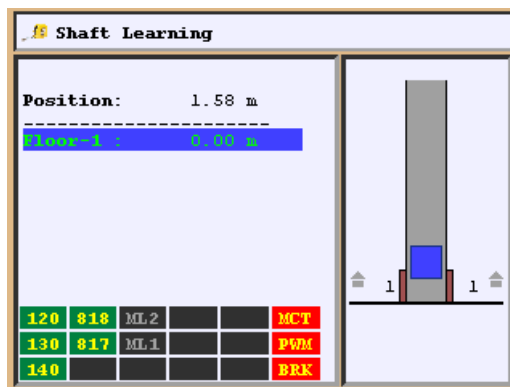 Shaft Learning
Position: 1.58 m
----------------------
Floor-1 : 0.00 m
1 1
120 818 ML2 MCT
130 817 ML1 PWM
140 BRK